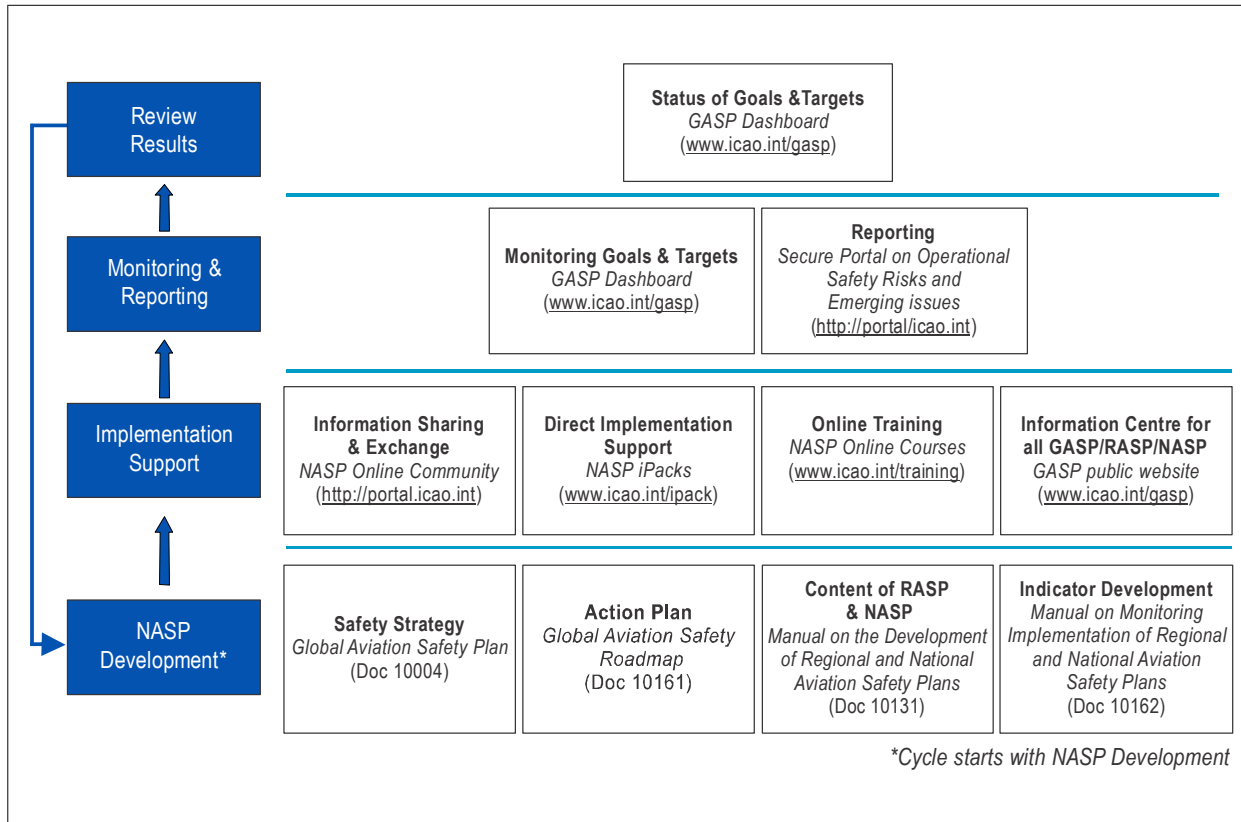 Review
Results
Status of Goals &Targets
GASP Dashboard
(www.icao.int/gasp)
Monitoring &
Reporting
Monitoring Goals & Targets
GASP Dashboard
(www.icao.int/gasp)
Reporting
Secure Portal on Operational
Safety Risks and
Emerging issues
(http://portal/icao.int)
Implementation
Support
Information Sharing
& Exchange
NASP Online Community
(http://portal.icao.int)
Direct Implementation
Support
NASP iPacks
(www.icao.int/ipack)
Online Training
NASP Online Courses
(www.icao.int/training)
Information Centre for
all GASP/RASP/NASP
GASP public website
(www.icao.int/gasp)
NASP
Development*
Safety Strategy
Global Aviation Safety Plan
(Doc 10004)
Action Plan
Global Aviation Safety
Roadmap
(Doc 10161)
Content of RASP
& NASP
Manual on the Development
of Regional and National
Aviation Safety Plans
(Doc 10131)
Indicator Development
Manual on Monitoring
Implementation of Regional
and National Aviation
Safety Plans
(Doc 10162)
*Cycle starts with NASP Development